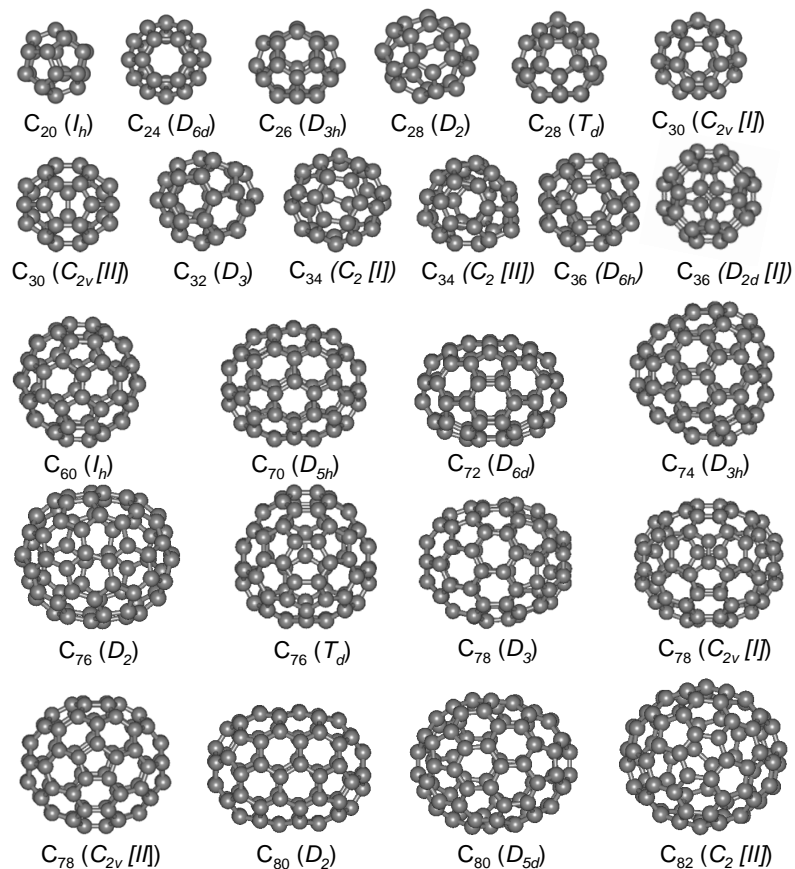 C20 (Ih) C24 (D6d) C26 (D3h) C28 (D2) C28 (Td) C30 (C2v [I])
C30 (C2v [II]) C32 (D3) C34 (C2 [I]) C34 (C2 [II]) C36 (D6h) C36 (D2d [I])
C60 (Ih) C70 (D5h) C72 (D6d) C74 (D3h)
C76 (D2) C76 (Td) C78 (D3) C78 (C2v [I])
C78 (C2v [II]) C80 (D2) C80 (D5d) C82 (C2 [II])